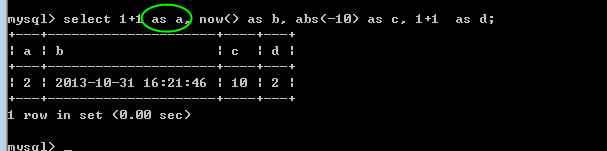 mysql> select 1+1 as a, now() as b, abs(-10) as c, 1+1  as d;
+---+---------------------+----+---+
¦ a ¦ b                   ¦ c  ¦ d ¦
+---+---------------------+----+---+
¦ 2 ¦ 2013-10-31 16:21:46 ¦ 10 ¦ 2 ¦
+---+---------------------+----+---+
1 row in set (0.00 sec)
mysql> _